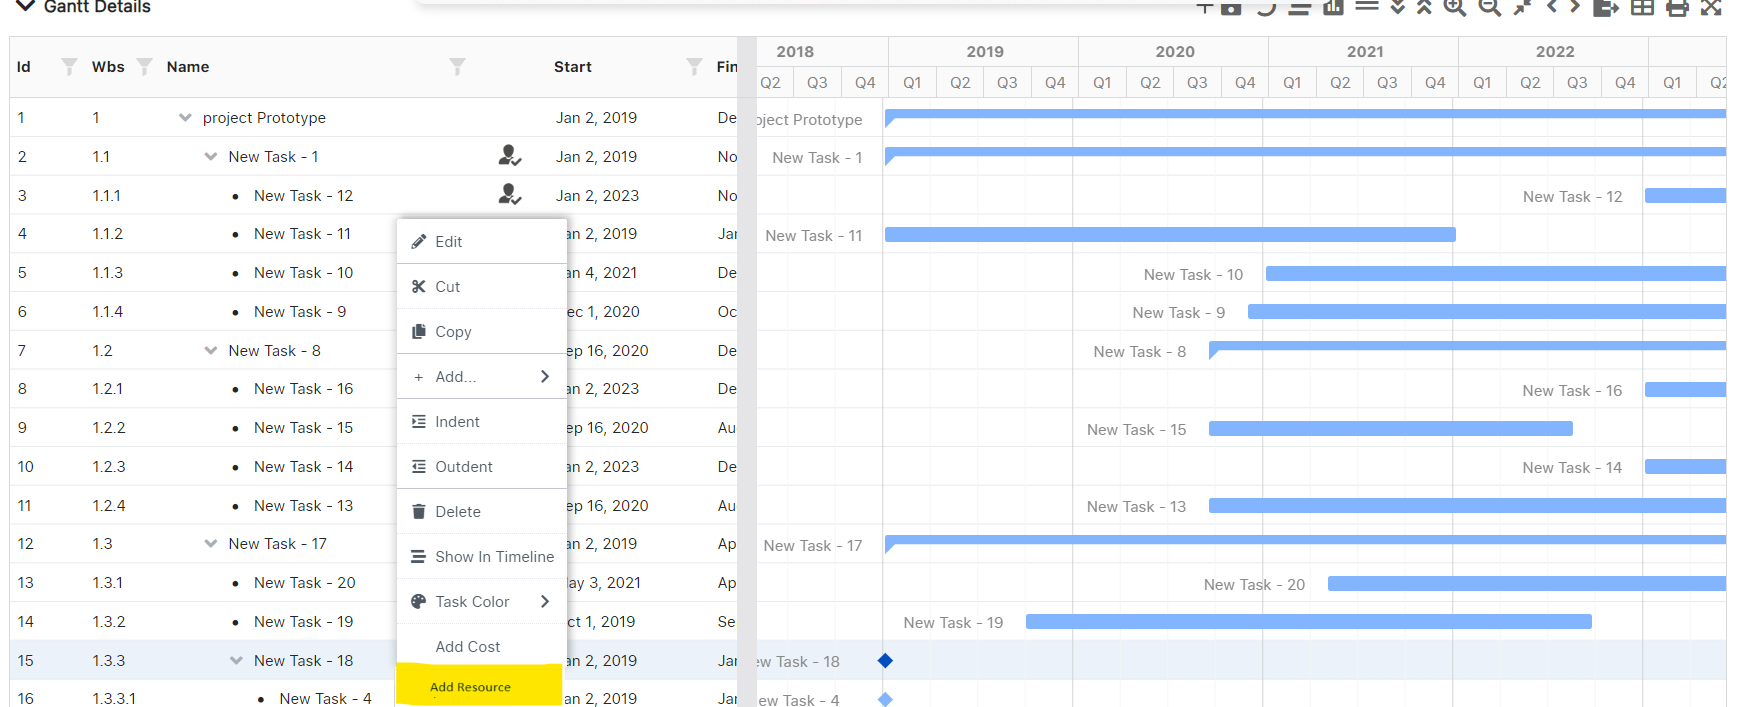 Gantt Details
Id Wbs Name Start Fin
2018 2019 2020 2021 2022
Q2 Q3 Q4 Q1 Q2 Q3 Q4 Q1 Q2 Q3 Q4 Q1 Q2 Q3 Q4 Q1 Q2 Q3 Q4 Q1 Q2
1 1 project Prototype Jan 2, 2019 De oject Prototype
2 1.1 New Task - 1 Jan 2, 2019 No New Task - 1
3 1.1.1 New Task - 12 Jan 2, 2023 No New Task - 12
4 1.1.2 New Task - 11 an 2, 2019 Jan New Task - 11
5 1.1.3 New Task - 10 an 4, 2021 De New Task - 10
6 1.1.4 New Task - 9 ec 1, 2020 Oc New Task - 9
7 1.2 New Task - 8 ep 16, 2020 De New Task - 8
8 1.2.1 New Task - 16 an 2, 2023 De New Task - 16
9 1.2.2 New Task - 15 ep 16, 2020 Au New Task - 15
10 1.2.3 New Task - 14 an 2, 2023 De New Task - 14
11 1.2.4 New Task - 13 ep 16, 2020 Au New Task - 13
12 1.3 New Task - 17 an 2, 2019 Ap New Task - 17
13 1.3.1 New Task - 20 ay 3, 2021 Ap New Task - 20
14 1.3.2 New Task - 19 ct 1, 2019 Se New Task - 19
15 1.3.3 New Task - 18 an 2, 2019 Jan ew Task - 18
16 1.3.3.1 New Task - 4 an 2, 2019 Jan ew Task - 4
Edit
Cut
Copy
+ Add...
Indent
Outdent
Delete
Show In Timeline
Task Color
Add Cost
Add Resource